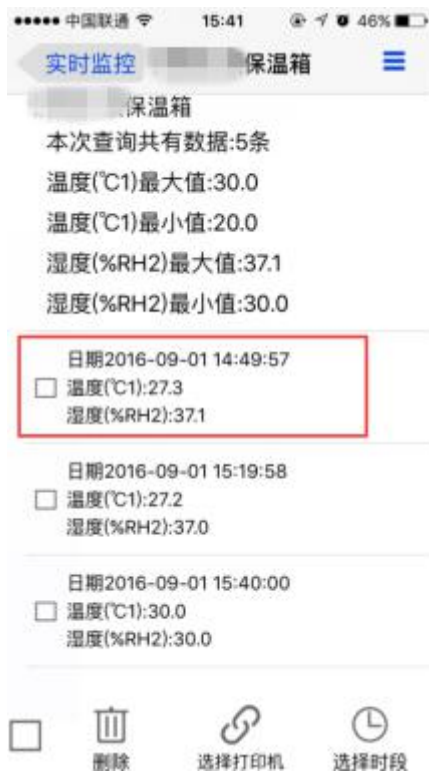 中国联通 15:41 46%
实时监控 保温箱
保温箱
本次查询共有数据:5条
温度(℃1)最大值:30.0
温度(℃1)最小值:20.0
湿度(%RH2)最大值:37.1
湿度(%RH2)最小值:30.0
日期2016-09-01 14:49:57
温度(℃1):27.3
湿度(%RH2):37.1
日期2016-09-01 15:19:58
温度(℃1):27.2
湿度(%RH2):37.0
日期2016-09-01 15:40:00
温度(℃1):30.0
湿度(%RH2):30.0
删除 选择打印机 选择时段